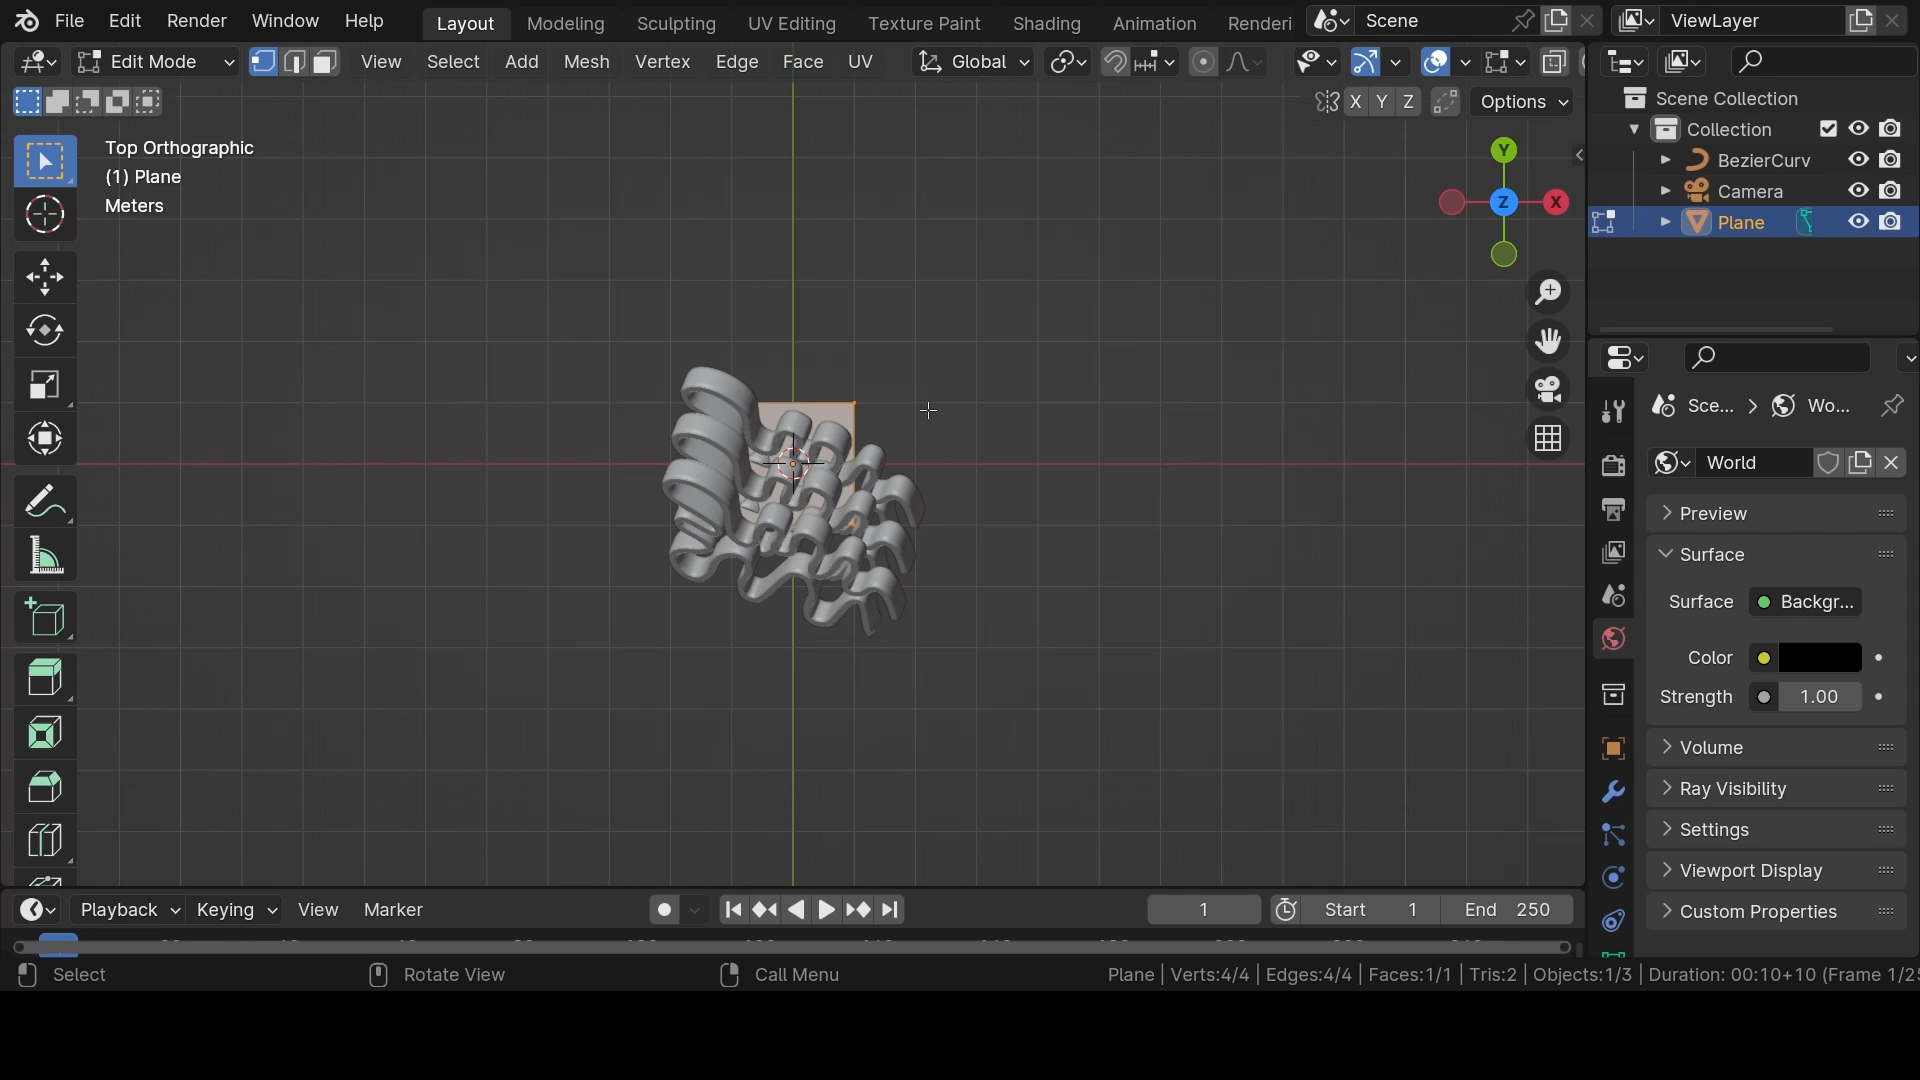 File Edit Render Window Help Layout Modeling Sculpting UV Editing Texture Paint Shading Animation Renderi Scene ViewLayer
Edit Mode View Select Add Mesh Vertex Edge Face UV Global
X Y Z Options
Scene Collection
Collection
BezierCurv
Camera
Plane
Top Orthographic
(1) Plane
Meters
Y
Z X
Sce... > Wo...
World
Preview
Surface
Surface Backgr...
Color
Strength 1.00
Volume
Ray Visibility
Settings
Viewport Display
Custom Properties
Playback Keying View Marker 1 Start 1 End 250
Select Rotate View Call Menu Plane | Verts:4/4 | Edges:4/4 | Faces:1/1 | Tris:2 | Objects:1/3 | Duration: 00:10+10 (Frame 1/25